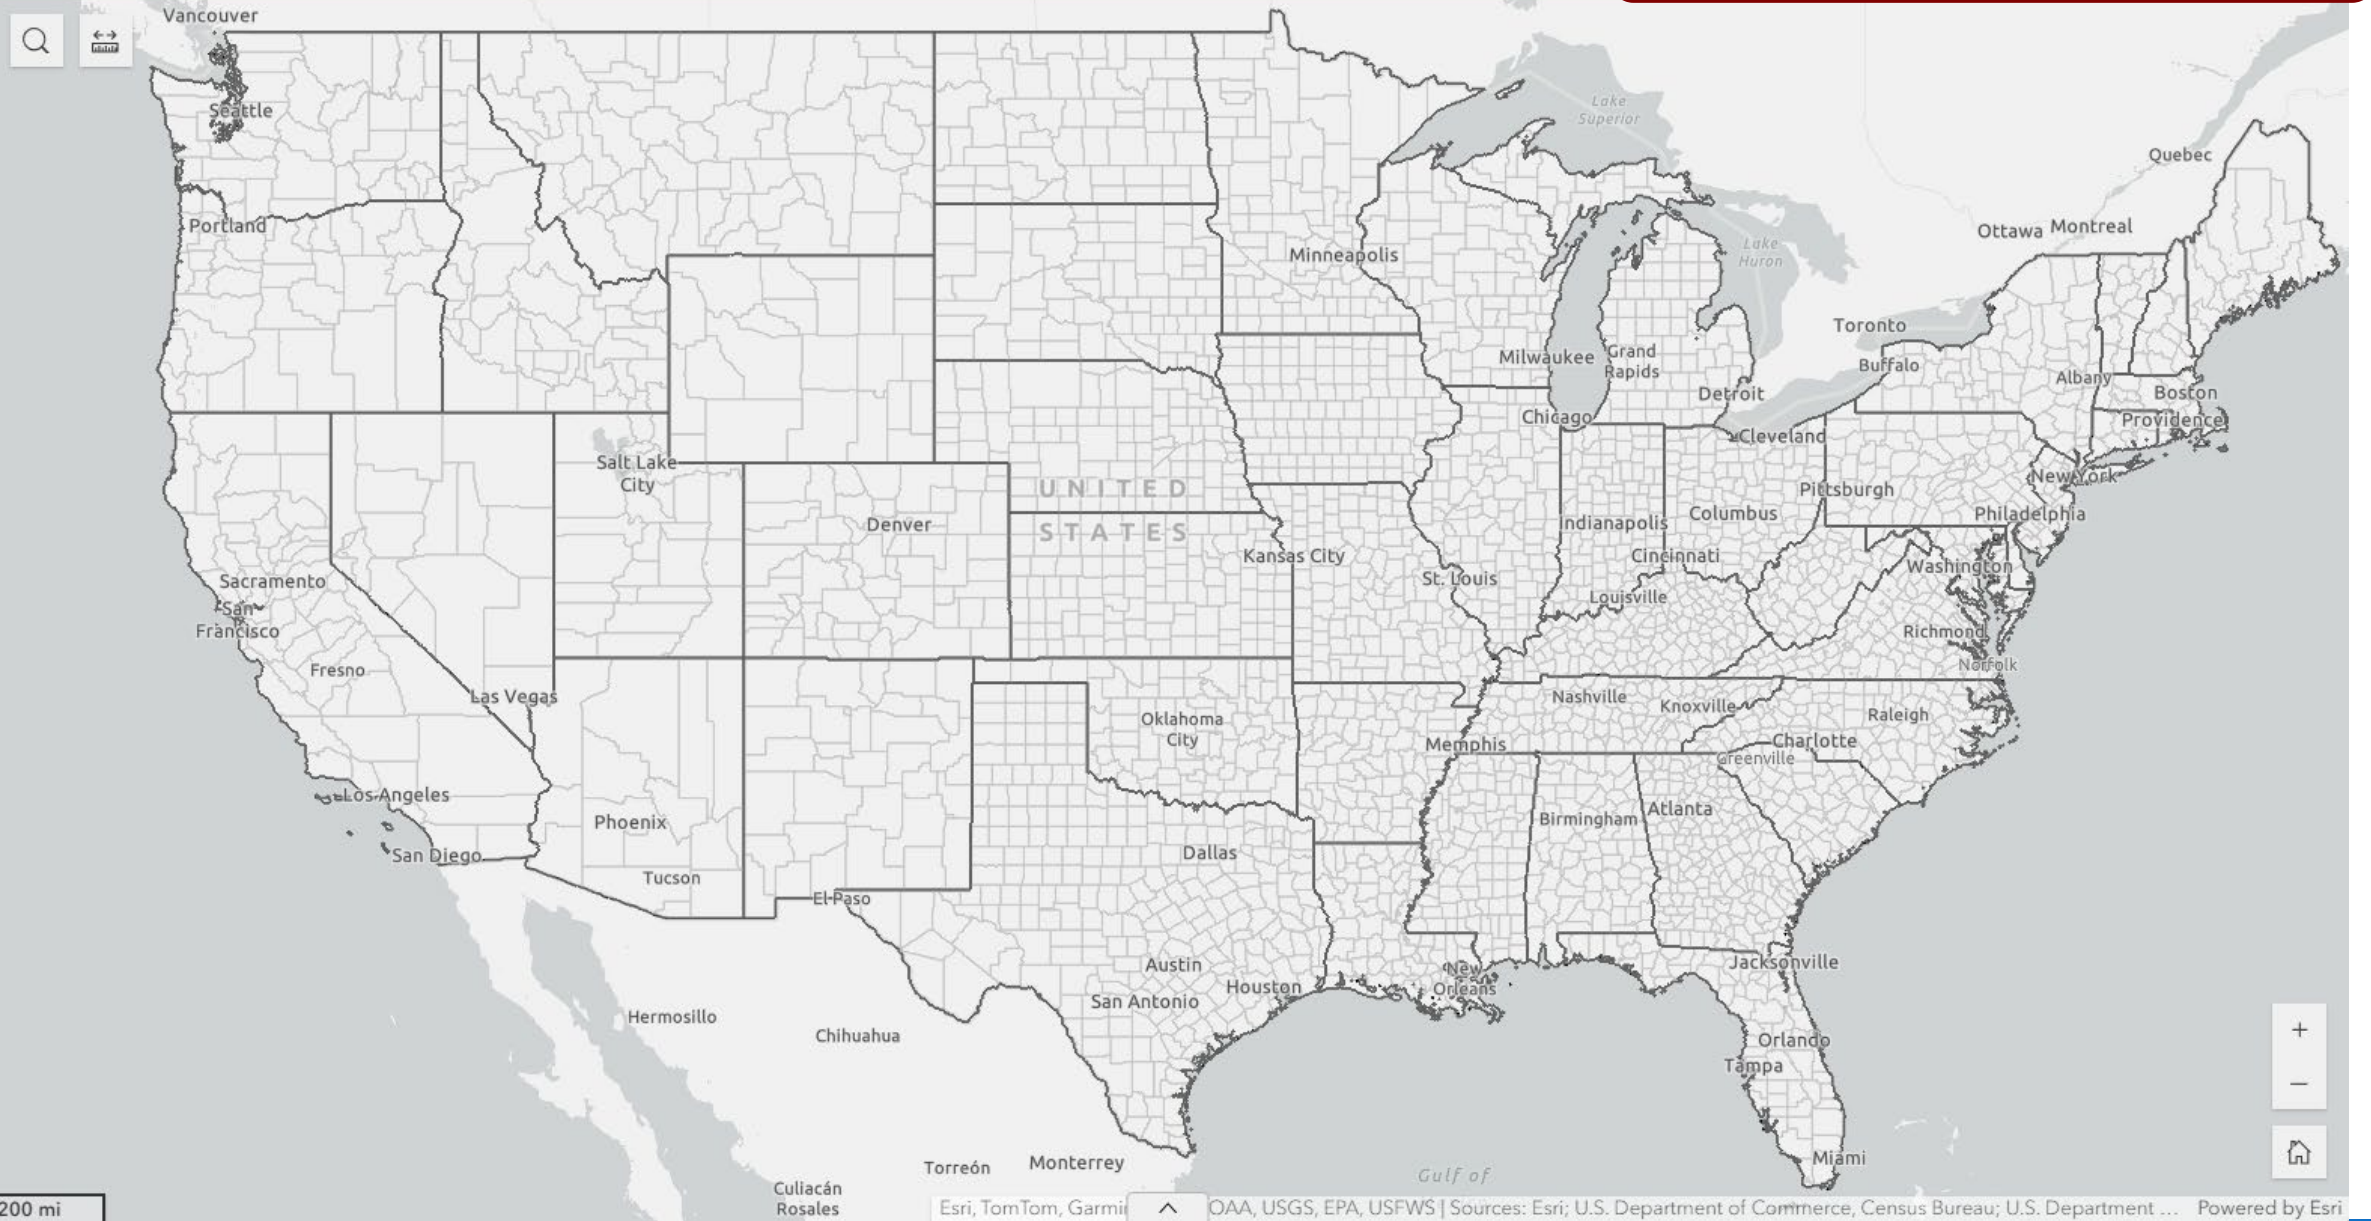 Vancouver
Seattle
Lake
Superior
Quebec
Portland
Ottawa
Montreal
Lake
Huron
Minneapolis
Toronto
Milwaukee
Grand
Rapids
Buffalo
Albany
Detroit
Boston
Chicago
Providence
Cleveland
Salt Lake
City
New York
UNITED
Pittsburgh
Columbus
Philadelphia
Denver
Indianapolis
STATES
Kansas City
Cincinnati
Washington
St. Louis
Sacramento
Louisville
San
Francisco
Richmond
Norfolk
Fresno
Las Vegas
Nashville
Knoxville
Raleigh
Oklahoma
City
Memphis
Charlotte
Greenville
Los Angeles
Phoenix
Birmingham
Atlanta
San Diego
Dallas
Tucson
El Paso
Austin
Jacksonville
New
Orleans
Houston
San Antonio
Hermosillo
Chihuahua
Orlando
Tampa
Miami
Torreón
Monterrey
Gulf of
Culiacán
Rosales
200 mi
Esri, TomTom, Garmi
OAA, USGS, EPA, USFWS | Sources: Esri; U.S. Department of Commerce, Census Bureau; U.S. Department ...
Powered by Esri